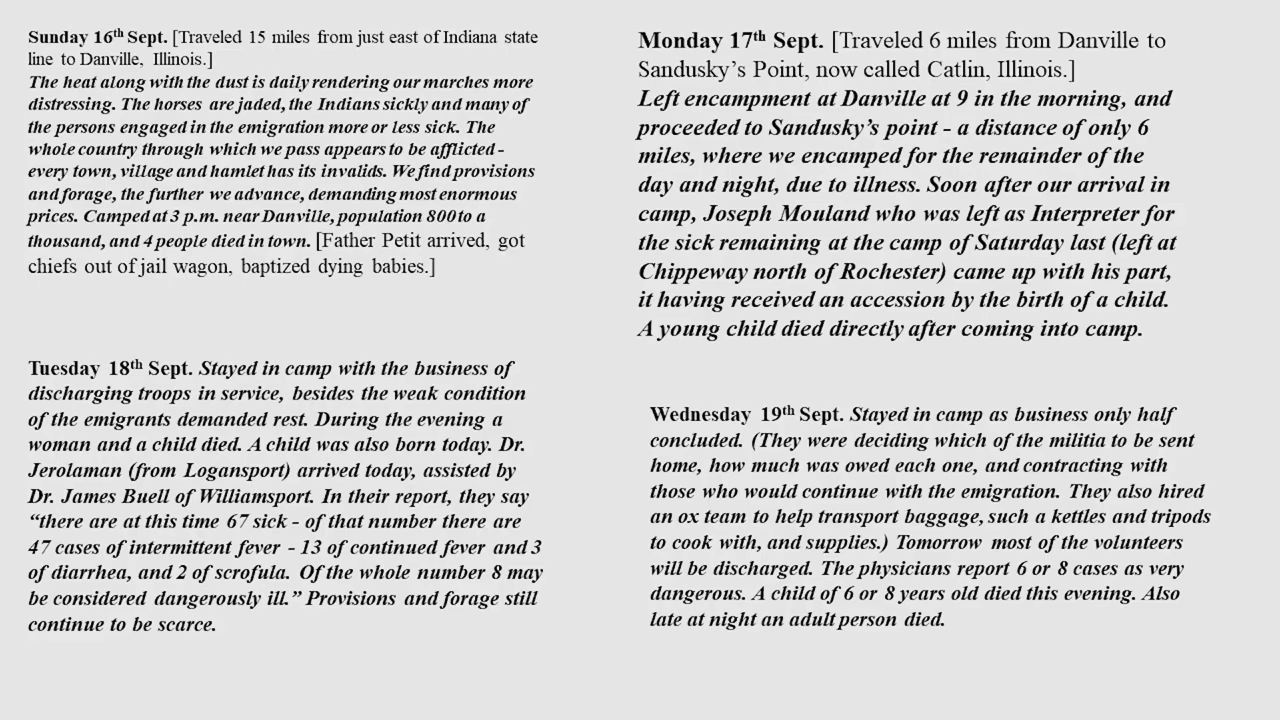 Sunday 16th Sept. [Traveled 15 miles from just east of Indiana state
line to Danville, Illinois.]
The heat along with the dust is daily rendering our marches more
distressing. The horses are jaded, the Indians sickly and many of
the persons engaged in the emigration more or less sick. The
whole country through which we pass appears to be afflicted -
every town, village and hamlet has its invalids. We find provisions
and forage, the further we advance, demanding most enormous
prices. Camped at 3 p.m. near Danville, population 800 to a
thousand, and 4 people died in town. [Father Petit arrived, got
chiefs out of jail wagon, baptized dying babies.]
Monday 17th Sept. [Traveled 6 miles from Danville to
Sandusky's Point, now called Catlin, Illinois.]
Left encampment at Danville at 9 in the morning, and
proceeded to Sandusky's point - a distance of only 6
miles, where we encamped for the remainder of the
day and night, due to illness. Soon after our arrival in
camp, Joseph Mouland who was left as Interpreter for
the sick remaining at the camp of Saturday last (left at
Chippeway north of Rochester) came up with his part,
it having received an accession by the birth of a child.
A young child died directly after coming into camp.
Tuesday 18th Sept. Stayed in camp with the business of
discharging troops in service, besides the weak condition
of the emigrants demanded rest. During the evening a
woman and a child died. A child was also born today. Dr.
Jerolaman (from Logansport) arrived today, assisted by
Dr. James Buell of Williamsport. In their report, they say
“there are at this time 67 sick - of that number there are
47 cases of intermittent fever - 13 of continued fever and 3
of diarrhea, and 2 of scrofula. Of the whole number 8 may
be considered dangerously ill.” Provisions and forage still
continue to be scarce.
Wednesday 19th Sept. Stayed in camp as business only half
concluded. (They were deciding which of the militia to be sent
home, how much was owed each one, and contracting with
those who would continue with the emigration. They also hired
an ox team to help transport baggage, such a kettles and tripods
to cook with, and supplies.) Tomorrow most of the volunteers
will be discharged. The physicians report 6 or 8 cases as very
dangerous. A child of 6 or 8 years old died this evening. Also
late at night an adult person died.